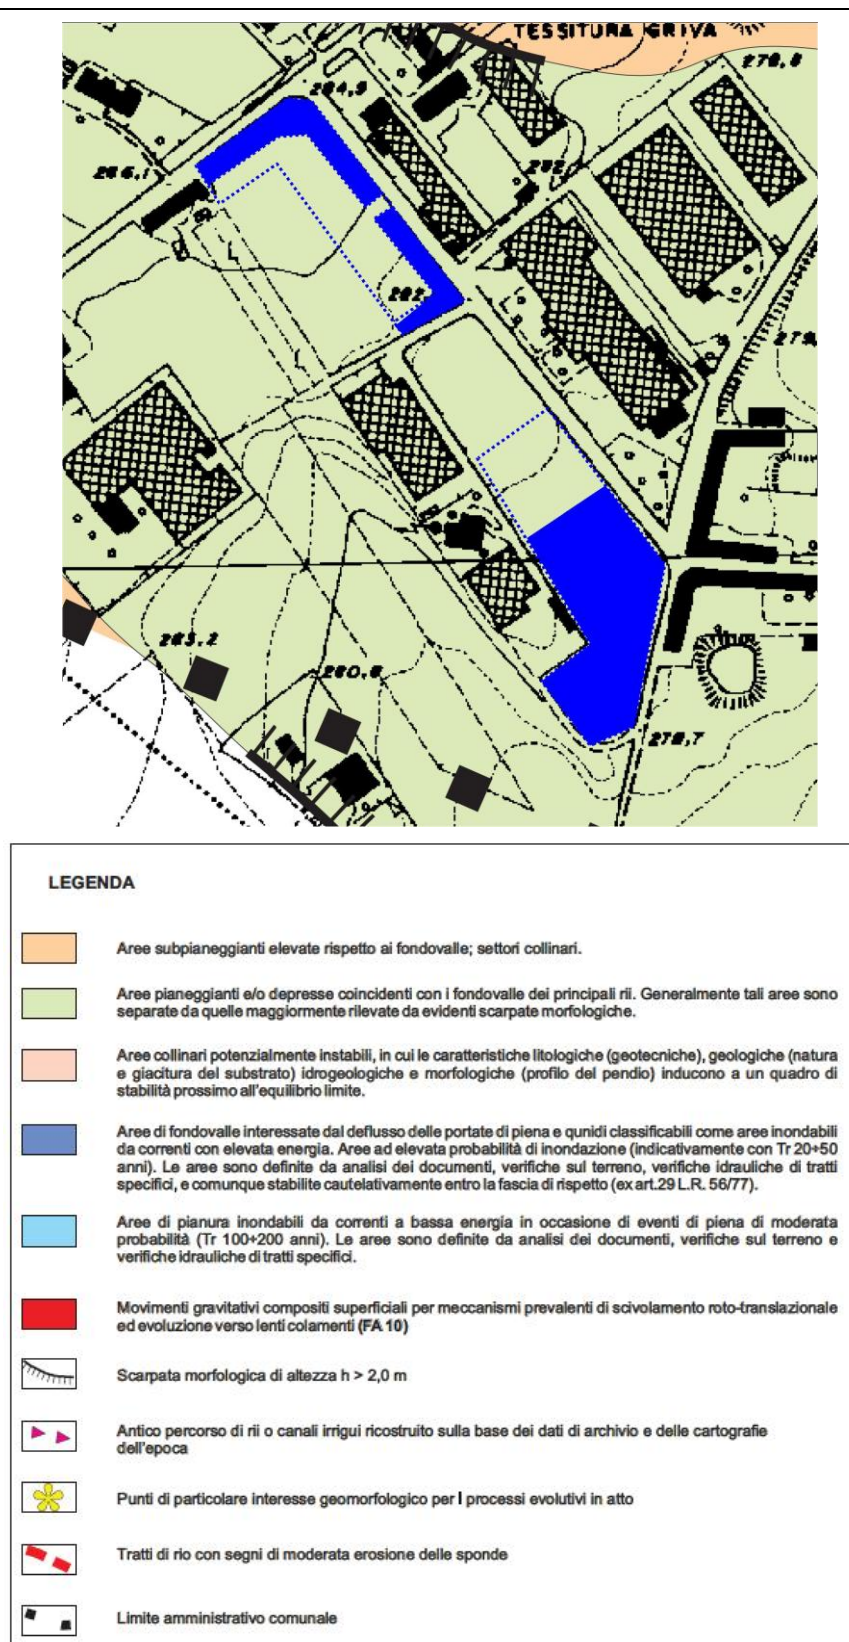 TESSITURA GRIVA
278,8
284,9
282
286,1
282
279
283.2
280,8
278,7
LEGENDA
Aree subpianeggianti elevate rispetto ai fondovalle; settori collinari.
Aree pianeggianti e/o depresse coincidenti con i fondovalle dei principali rii. Generalmente tali aree sono
separate da quelle maggiormente rilevate da evidenti scarpate morfologiche.
Aree collinari potenzialmente instabili, in cui le caratteristiche litologiche (geotecniche), geologiche (natura
e giacitura del substrato) idrogeologiche e morfologiche (profilo del pendio) inducono a un quadro di
stabilità prossimo all'equilibrio limite.
Aree di fondovalle interessate dal deflusso delle portate di piena e qunidi classificabili come aree inondabili
da correnti con elevata energia. Aree ad elevata probabilità di inondazione (indicativamente con Tr 20÷50
anni). Le aree sono definite da analisi dei documenti, verifiche sul terreno, verifiche idrauliche di tratti
specifici, e comunque stabilite cautelativamente entro la fascia di rispetto (ex art.29 L.R. 56/77).
Aree di pianura inondabili da correnti a bassa energia in occasione di eventi di piena di moderata
probabilità (Tr 100÷200 anni). Le aree sono definite da analisi dei documenti, verifiche sul terreno e
verifiche idrauliche di tratti specifici.
Movimenti gravitativi compositi superficiali per meccanismi prevalenti di scivolamento roto-translazionale
ed evoluzione verso lenti colamenti (FA 10)
Scarpata morfologica di altezza h > 2,0 m
Antico percorso di rii o canali irrigui ricostruito sulla base dei dati di archivio e delle cartografie
dell'epoca
Punti di particolare interesse geomorfologico per I processi evolutivi in atto
Tratti di rio con segni di moderata erosione delle sponde
Limite amministrativo comunale